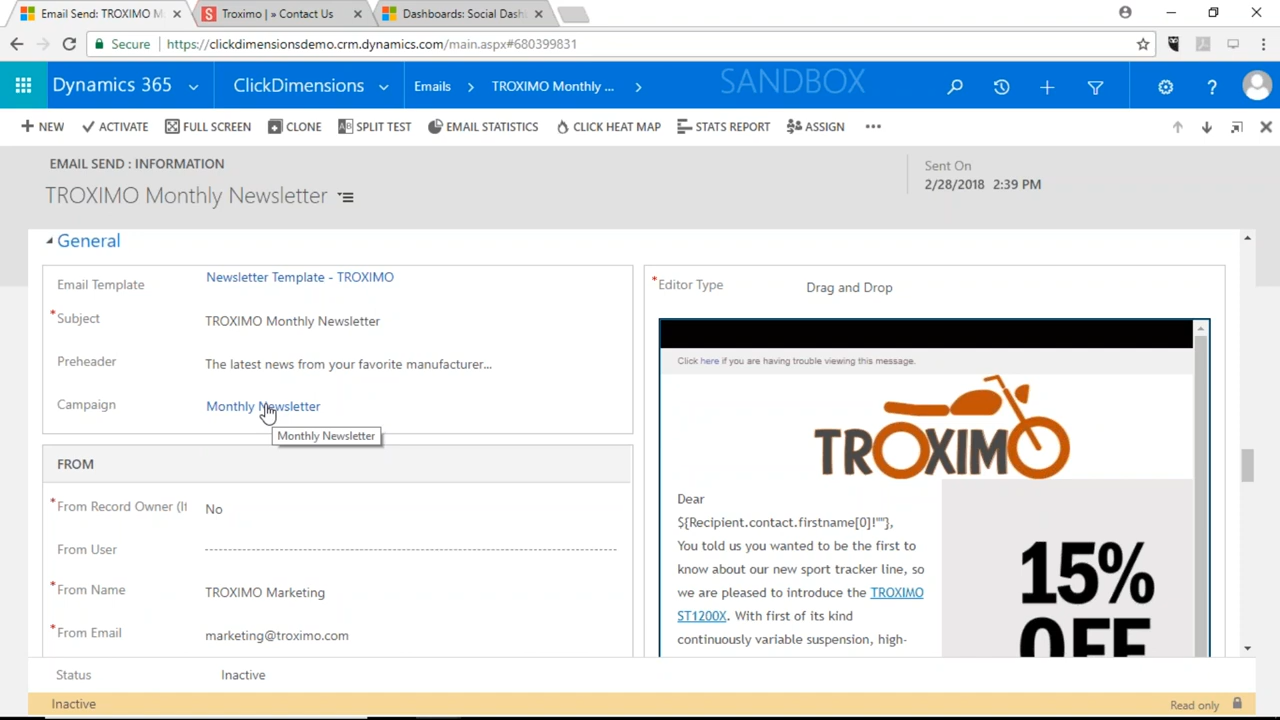 Email Send: TROXIMO M
Troximo | » Contact Us
Dashboards: Social Dash
Secure
https://clickdimensionsdemo.crm.dynamics.com/main.aspx#680399831
Dynamics 365
ClickDimensions
Emails
TROXIMO Monthly ...
SANDBOX
NEW
ACTIVATE
FULL SCREEN
CLONE
SPLIT TEST
EMAIL STATISTICS
CLICK HEAT MAP
STATS REPORT
ASSIGN
EMAIL SEND : INFORMATION
TROXIMO Monthly Newsletter
Sent On
2/28/2018 2:39 PM
General
Email Template
Newsletter Template - TROXIMO
*Subject
TROXIMO Monthly Newsletter
Preheader
The latest news from your favorite manufacturer...
Campaign
Monthly Newsletter
Monthly Newsletter
FROM
*From Record Owner (If
No
From User
*From Name
TROXIMO Marketing
*From Email
marketing@troximo.com
*Editor Type
Drag and Drop
Click here if you are having trouble viewing this message.
TROXIMO
Dear
${Recipient.contact.firstname[0]!""},
You told us you wanted to be the first to
know about our new sport tracker line, so
we are pleased to introduce the TROXIMO
ST1200X. With first of its kind
continuously variable suspension, high-
15%
OFF
Status
Inactive
Inactive
Read only